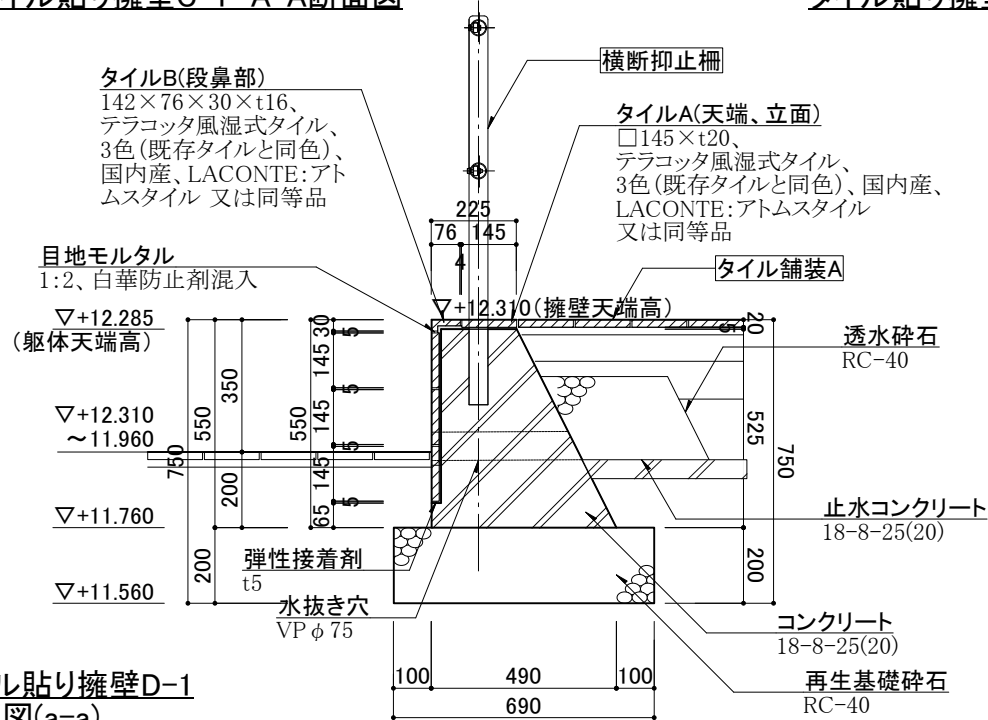 イル貼り擁壁C-1 A-A断面図
タイル貼り擁壁
横断抑止柵
タイルB(段鼻部)
142×76×30×t16、
テラコッタ風湿式タイル、
3色(既存タイルと同色)、
国内産、LACONTE:アト
ムスタイル 又は同等品
タイルA(天端、立面)
□145×t20、
テラコッタ風湿式タイル、
3色(既存タイルと同色)、国内産、
LACONTE:アトムスタイル
又は同等品
225
76
145
4
目地モルタル
1:2、白華防止剤混入
タイル舗装A
▽+12.310(擁壁天端高)
▽+12.285
(躯体天端高)
▽+12.310
~11.960
▽+11.760
▽+11.560
750
550
200
350
200
550
30
5
145
5
145
5
145
5
65
20
5
525
200
750
透水砕石
RC-40
止水コンクリート
18-8-25(20)
弾性接着剤
t5
水抜き穴
VPφ75
コンクリート
18-8-25(20)
再生基礎砕石
RC-40
100
490
100
690
ル貼り擁壁D-1
図(a-a)